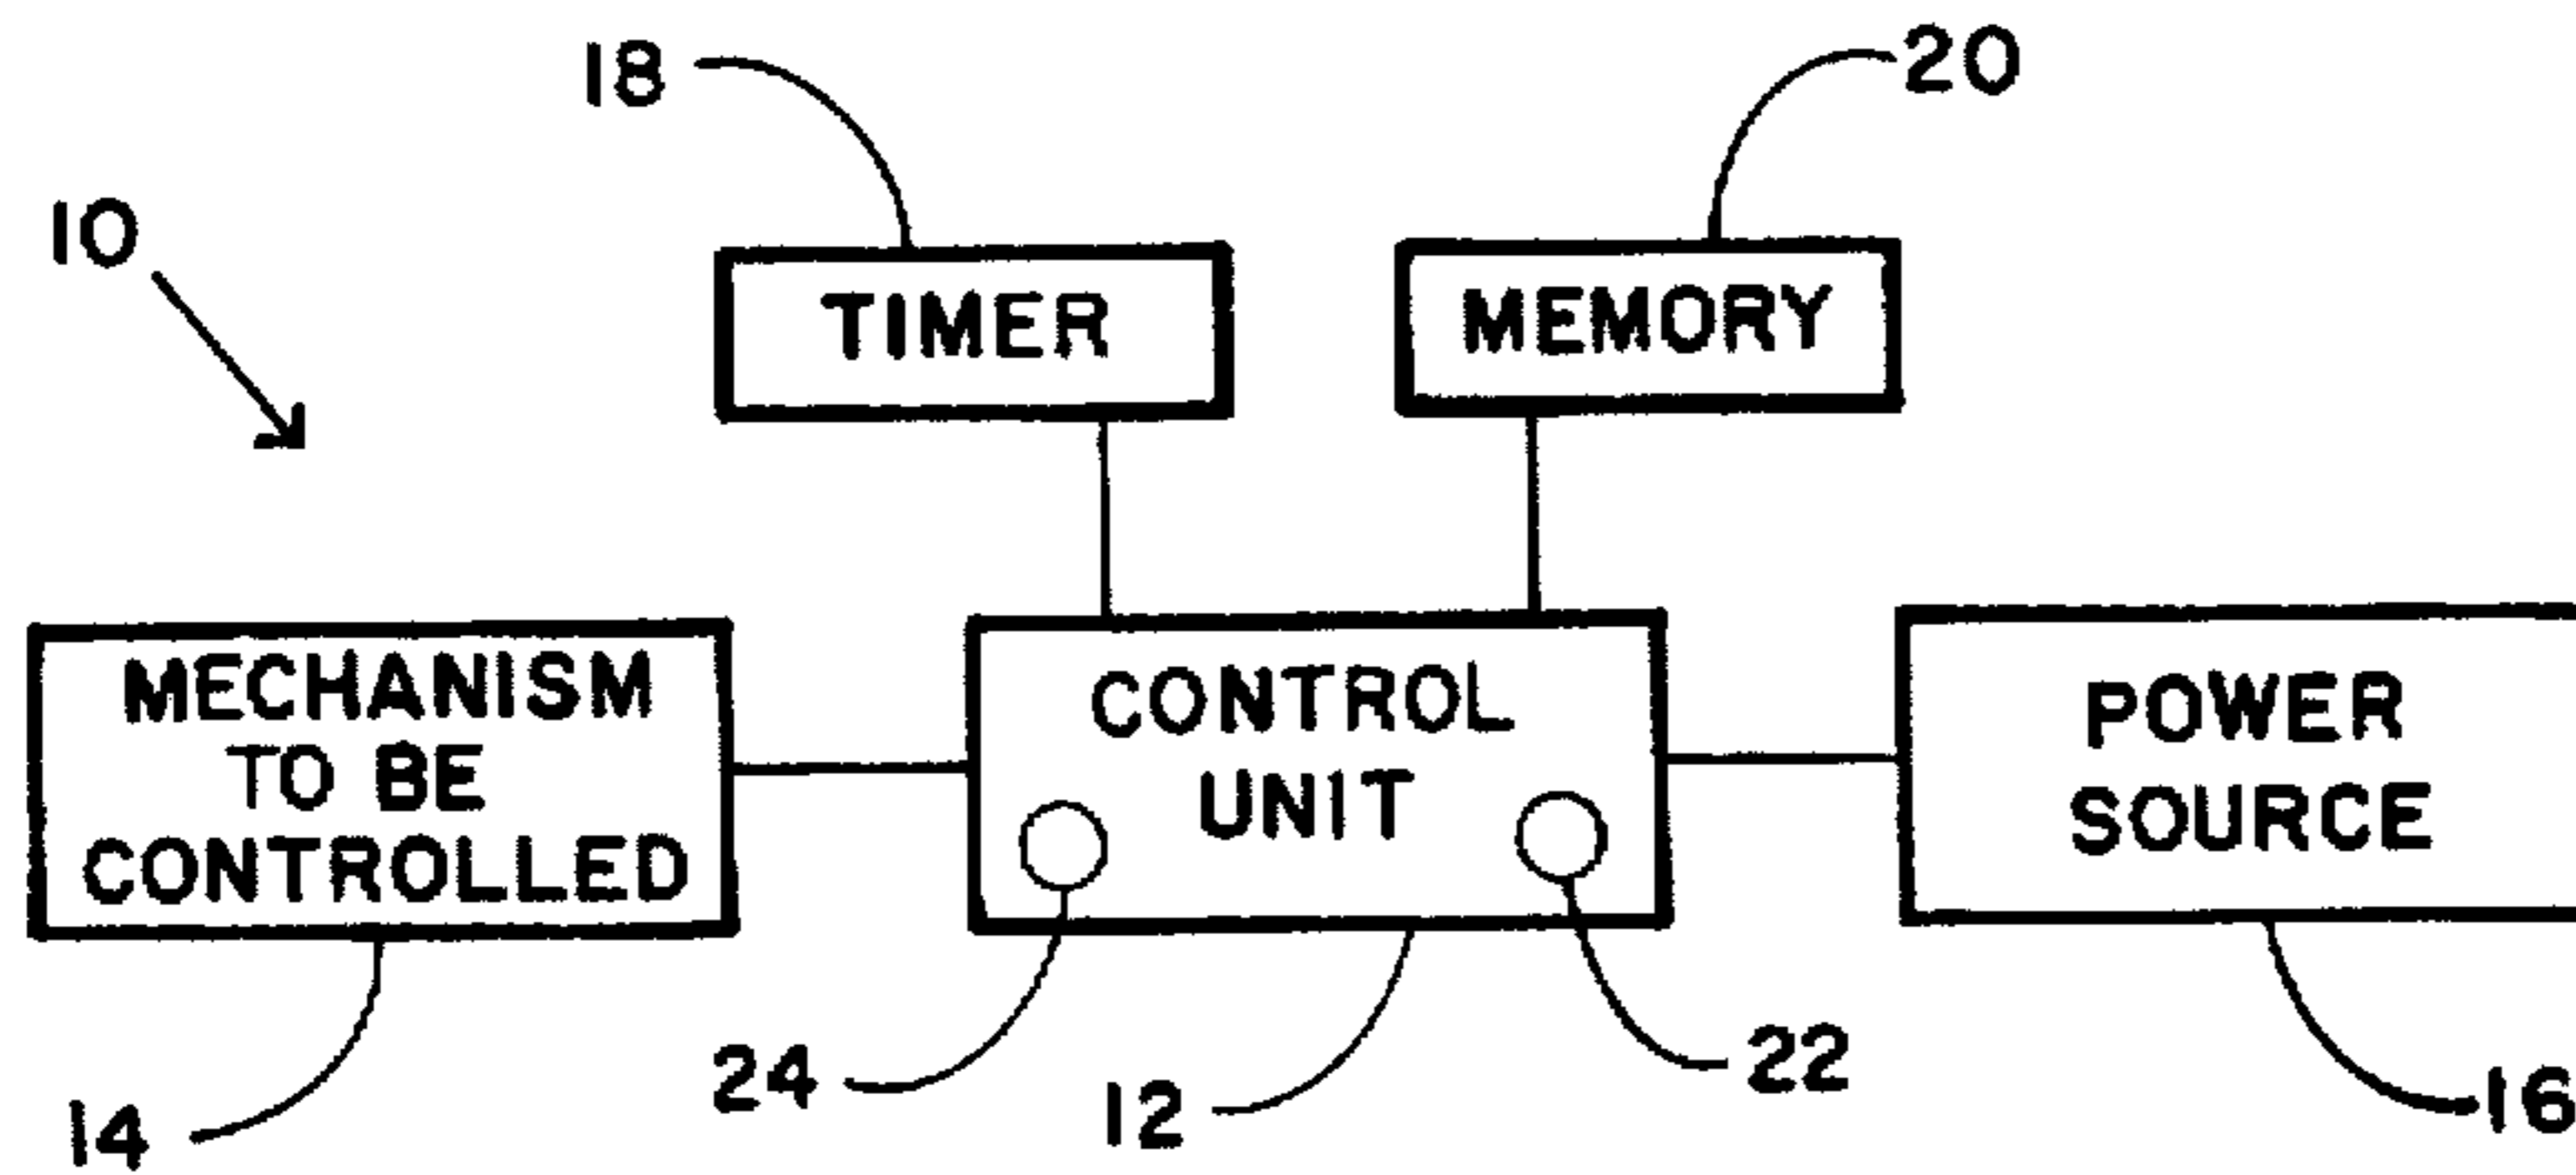 18
20
10
TIMER
MEMORY
MECHANISM
TO BE
CONTROLLED
CONTROL
UNIT
POWER
SOURCE
14
24
12
22
16